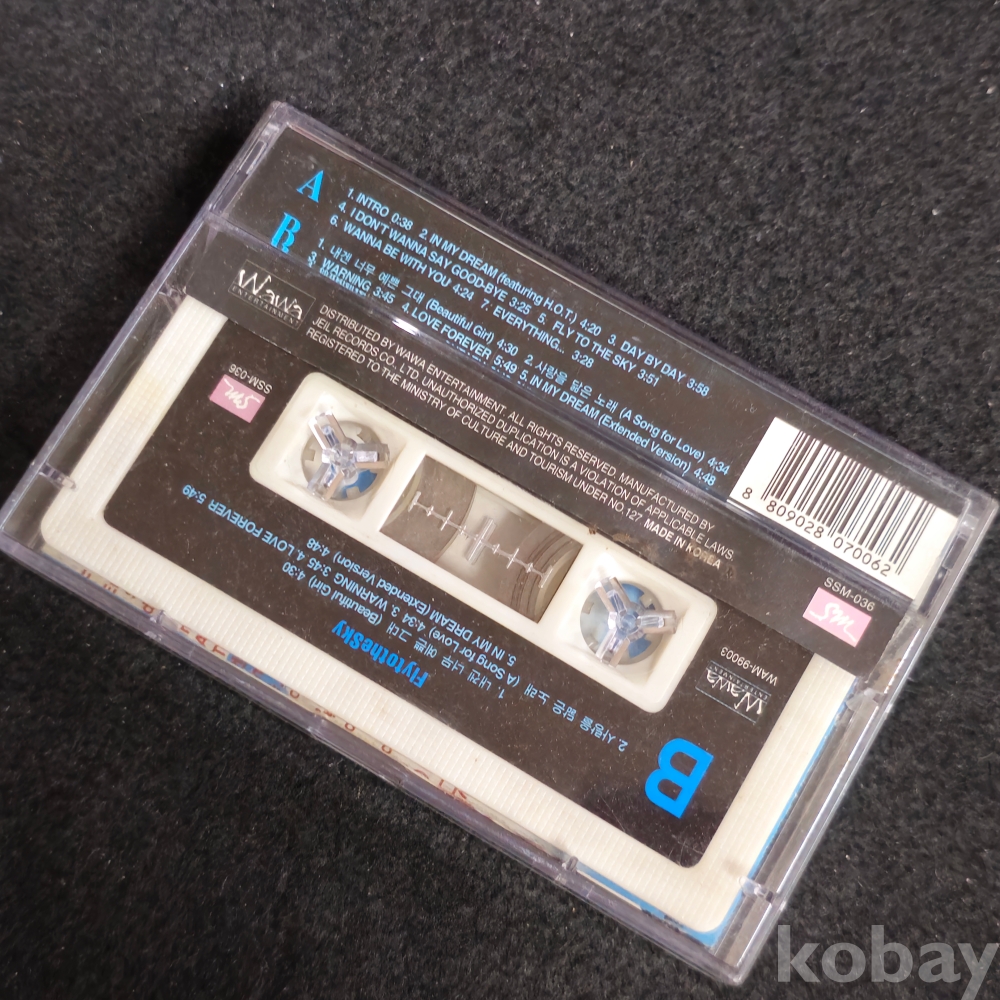 A
1. INTRO 0:38 2. IN MY DREAM (featuring H.O.T.) 4:20 3. DAY BY DAY 3:58
4. I DON'T WANNA SAY GOOD-BYE 3:25 5. FLY TO THE SKY 3:51
6. WANNA BE WITH YOU 4:24 7. EVERYTHING... 3:28
B
1. 내겐 너무 예쁜 그대 (Beautiful Girl) 4:30 2. 사랑을 닮은 노래 (A Song for Love) 4:34
3. WARNING 3:45 4. LOVE FOREVER 5:49 5. IN MY DREAM (Extended Version) 4:48
WaWa
ENTERTAINMENT
DISTRIBUTED BY WAWA ENTERTAINMENT. ALL RIGHTS RESERVED. MANUFACTURED BY
JEIL RECORDS CO., LTD. UNAUTHORIZED DUPLICATION IS A VIOLATION OF APPLICABLE LAWS.
REGISTERED TO THE MINISTRY OF CULTURE AND TOURISM UNDER NO.127 MADE IN KOREA
8 809028 070062
SSM-036
SM
SSM-036
SM
WaWa
ENTERTAINMENT
WAM-99003
B
FlytotheSky
1. 내겐 너무 예쁜 그대 (Beautiful Girl) 4:30
2. 사랑을 닮은 노래 (A Song for Love) 4:34 3. WARNING 3:45 4. LOVE FOREVER 5:49
5. IN MY DREAM (Extended Version) 4:48
kobay